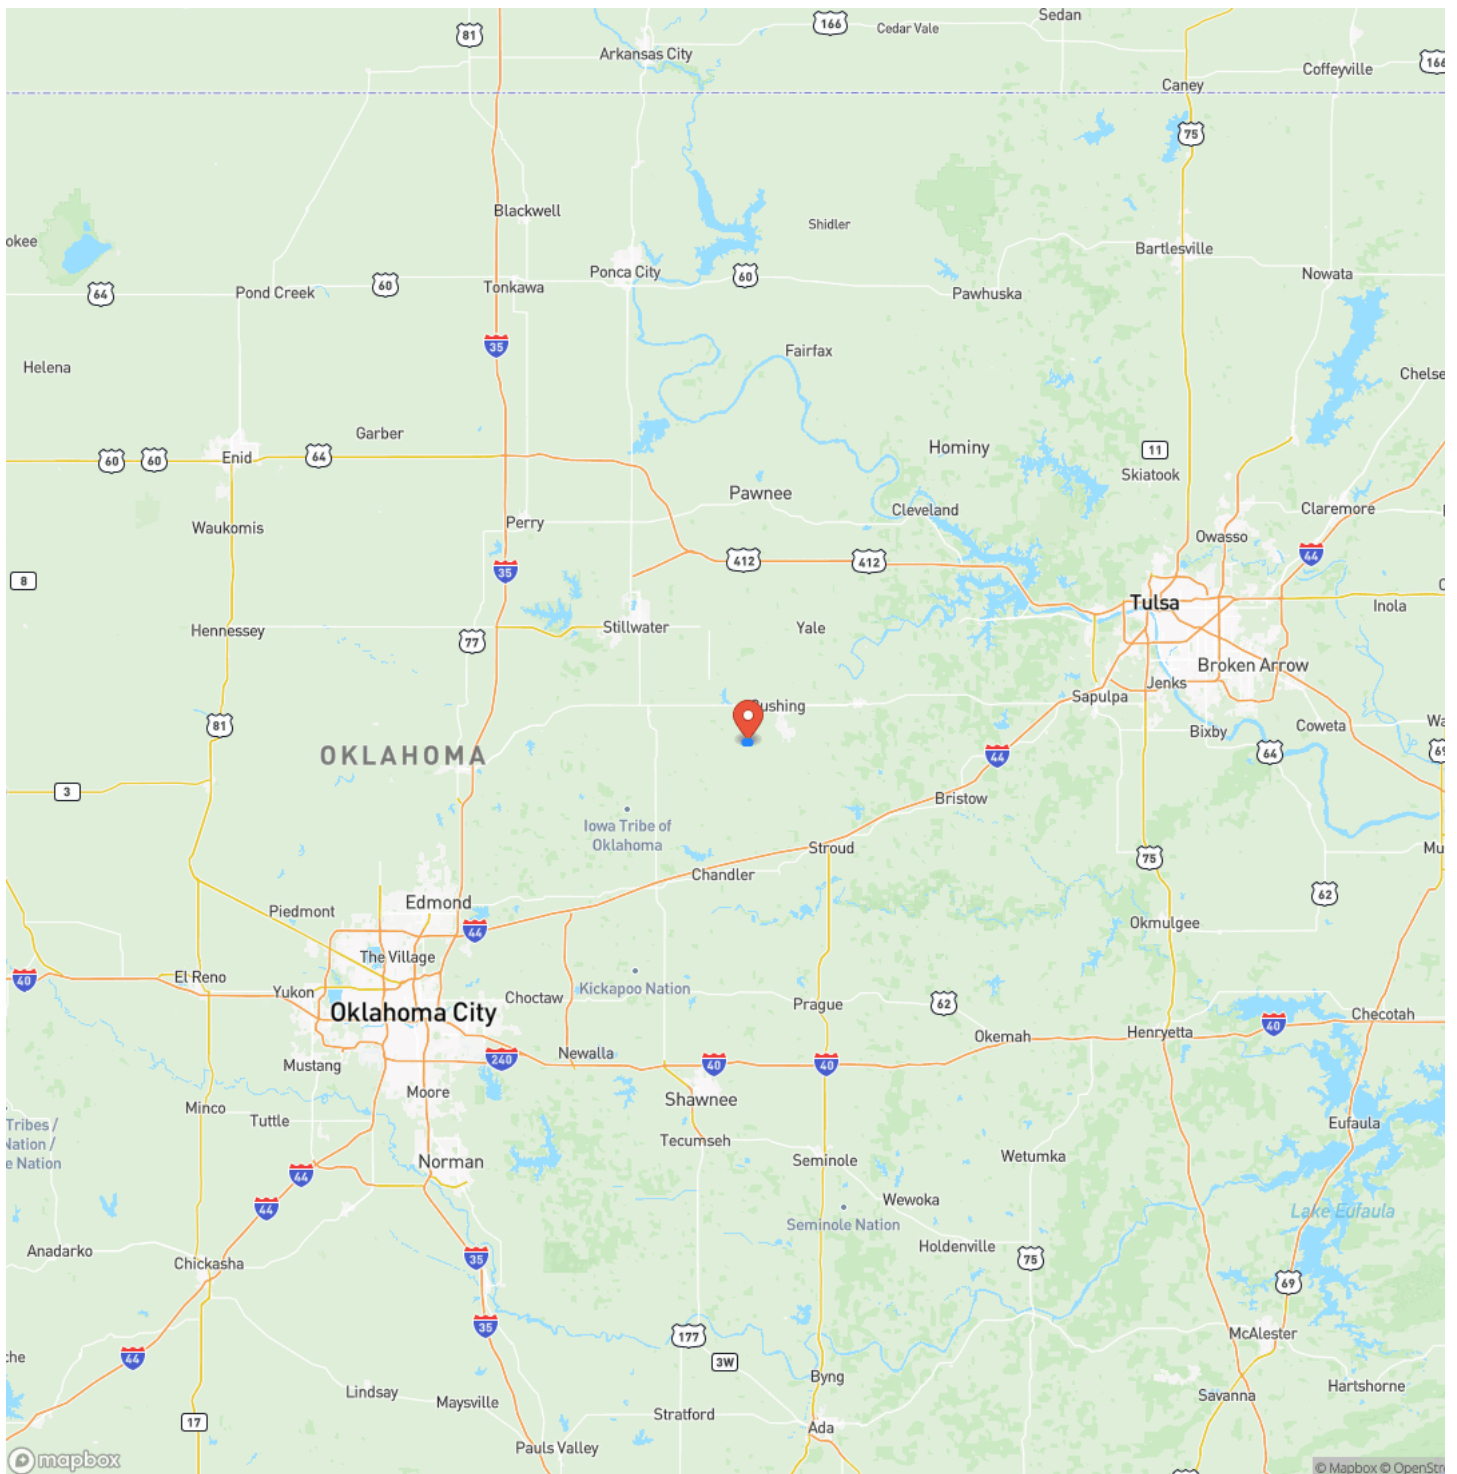 81
166
Cedar Vale
Sedan
Arkansas City
Coffeyville
166
Caney
75
Blackwell
Shidler
okee
Ponca City
60
Bartlesville
Nowata
64
Pond Creek
60
Tonkawa
Pawhuska
35
Fairfax
Helena
Chelse
Garber
Hominy
11
60
60
Enid
64
Skiatook
Pawnee
Waukomis
Perry
Cleveland
Claremore
Owasso
412
412
44
8
35
Tulsa
Inola
Hennessey
77
Stillwater
Yale
Broken Arrow
Jenks
Sapulpa
81
ushing
Bixby
Coweta
Wa
OKLAHOMA
44
64
69
3
Bristow
Iowa Tribe of
Oklahoma
Stroud
75
Mu
Chandler
62
Edmond
Piedmont
44
Okmulgee
The Village
40
El Reno
Yukon
Choctaw
Kickapoo Nation
Prague
62
Oklahoma City
Okemah
Henryetta
40
Checotah
Newalla
240
40
40
Mustang
Moore
Shawnee
Minco
Tuttle
Tribes /
Nation /
e Nation
Tecumseh
Eufaula
Norman
Seminole
Wetumka
44
44
Wewoka
Seminole Nation
Lake Eufaula
Anadarko
Chickasha
35
Holdenville
75
69
35
177
McAlester
che
44
3W
Byng
Lindsay
Maysville
Savanna
Hartshorne
17
Stratford
Ada
Pauls Valley
mapbox
© Mapbox © OpenStr